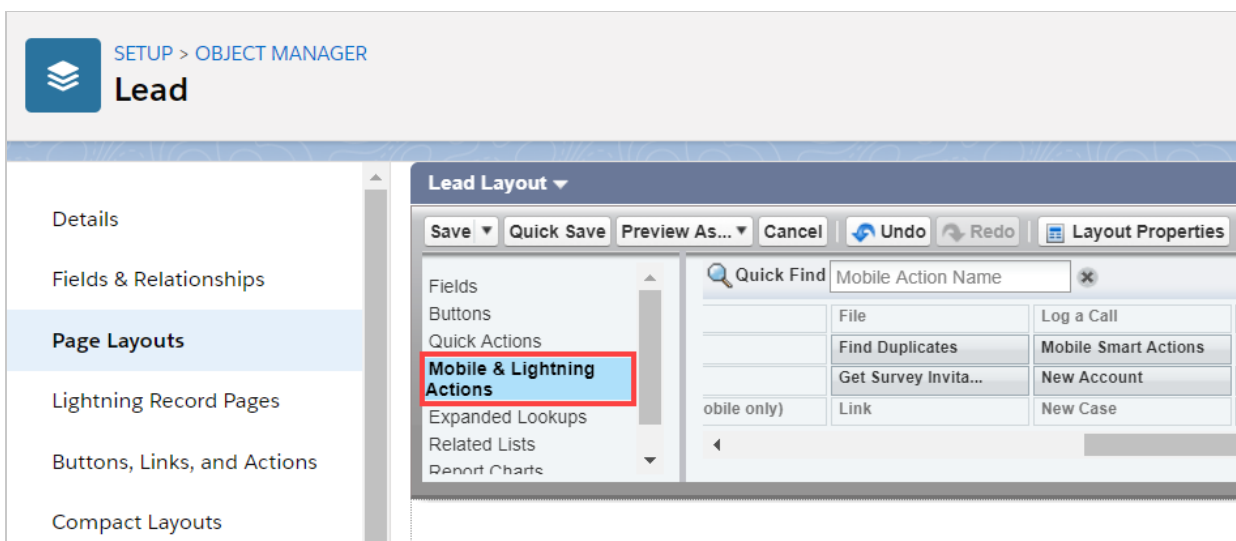 SETUP > OBJECT MANAGER
Lead
Details
Fields & Relationships
Page Layouts
Lightning Record Pages
Buttons, Links, and Actions
Compact Layouts
Lead Layout
Save
Quick Save
Preview As...
Cancel
Undo
Redo
Layout Properties
Fields
Buttons
Quick Actions
Mobile & Lightning
Actions
Expanded Lookups
Related Lists
Report Charts
Quick Find
Mobile Action Name
File
Log a Call
Find Duplicates
Mobile Smart Actions
Get Survey Invita...
New Account
obile only)
Link
New Case